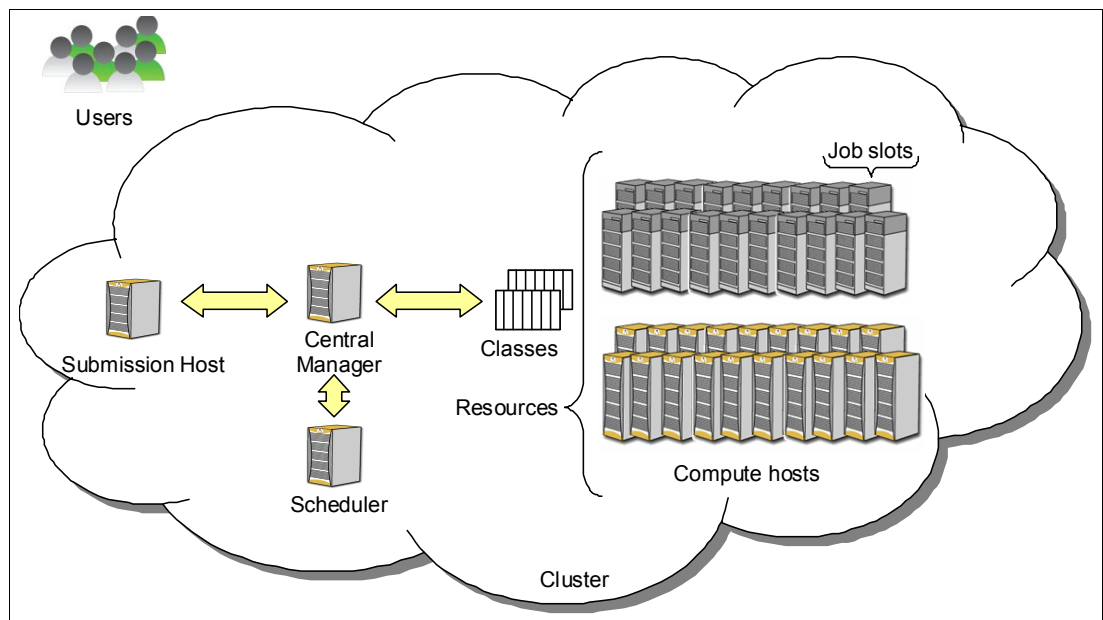 Users
Job slots
Submission Host
Central
Manager
Classes
Resources
Scheduler
Compute hosts
Cluster